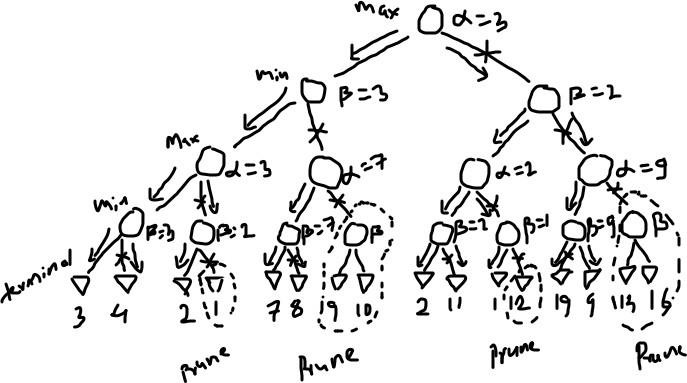 max α=3
min β=3 β=2
Max α=3 α=7 α=2 α=9
min β=3 β=2 β=7 β β=2 β=1 β=9 β
terminal
3 4 2 1 7 8 9 10 2 11 1 12 19 9 113 16
Prune Prune Prune Prune